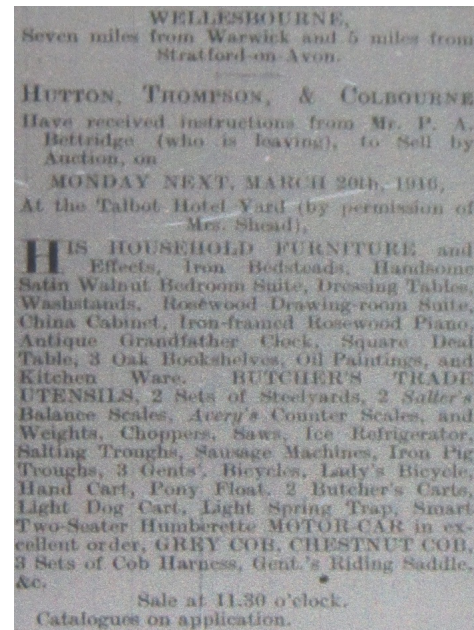 WELLESBOURNE,
Seven miles from Warwick and 5 miles from
Stratford-on-Avon.
HUTTON, THOMPSON, & COLBOURNE
Have received instructions from Mr. P. A.
Bettridge (who is leaving), to Sell by
Auction, on
MONDAY NEXT, MARCH 20th, 1916,
At the Talbot Hotel Yard (by permission of
Mrs. Shead),
HIS HOUSEHOLD FURNITURE and
Effects, Iron Bedsteads, Handsome
Satin Walnut Bedroom Suite, Dressing Tables,
Washstands, Rosewood Drawing-room Suite,
China Cabinet, Iron-framed Rosewood Piano,
Antique Grandfather Clock, Square Deal
Table, 3 Oak Bookshelves, Oil Paintings, and
Kitchen Ware. BUTCHER'S TRADE
UTENSILS, 2 Sets of Steelyards, 2 Salter's
Balance Scales, Avery's Counter Scales, and
Weights, Choppers, Saws, Ice Refrigerator,
Salting Troughs, Sausage Machines, Iron Pig
Troughs, 3 Gents'. Bicycles, Lady's Bicycle,
Hand Cart, Pony Float, 2 Butcher's Carts,
Light Dog Cart, Light Spring Trap, Smart
Two-Seater Humberette MOTOR-CAR in ex-
cellent order, GREY COB, CHESTNUT COB,
3 Sets of Cob Harness, Gent.'s Riding Saddle,
&c.
Sale at 11.30 o'clock.
Catalogues on application.